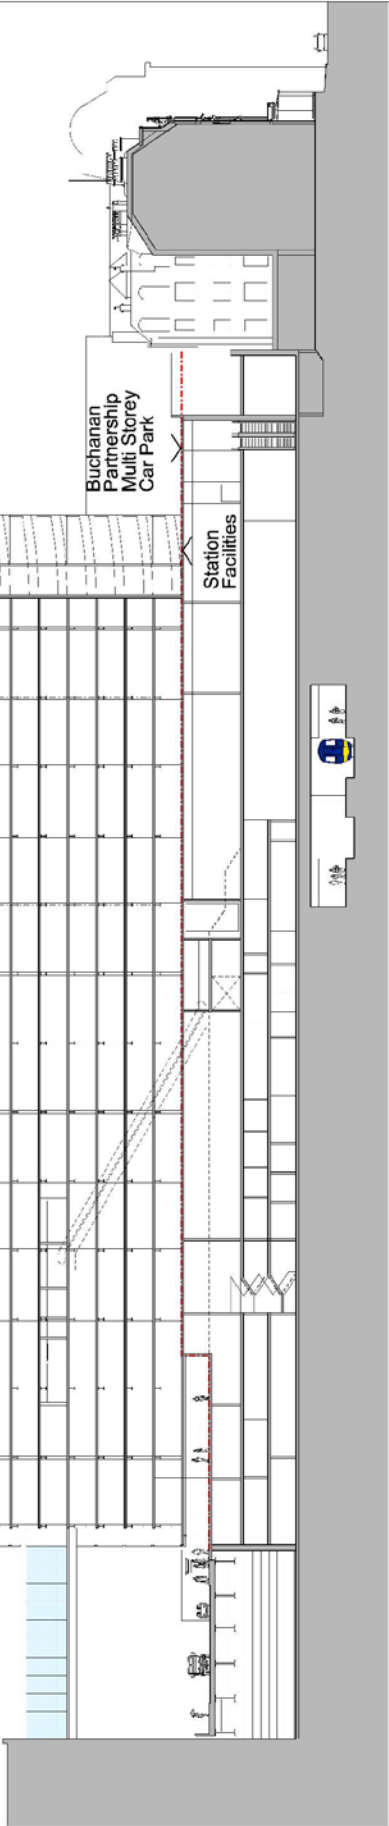 Buchanan
Partnership
Multi Storey
Car Park
Station
Facilities